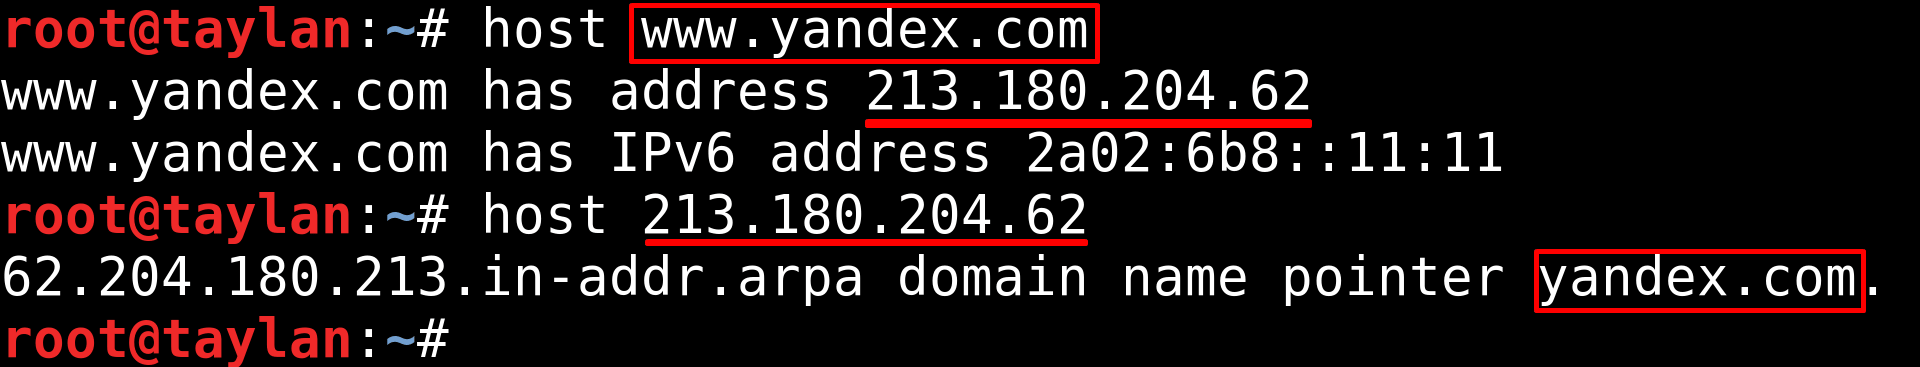 root@taylan:~# host www.yandex.com
www.yandex.com has address 213.180.204.62
www.yandex.com has IPv6 address 2a02:6b8::11:11
root@taylan:~# host 213.180.204.62
62.204.180.213.in-addr.arpa domain name pointer yandex.com.
root@taylan:~#